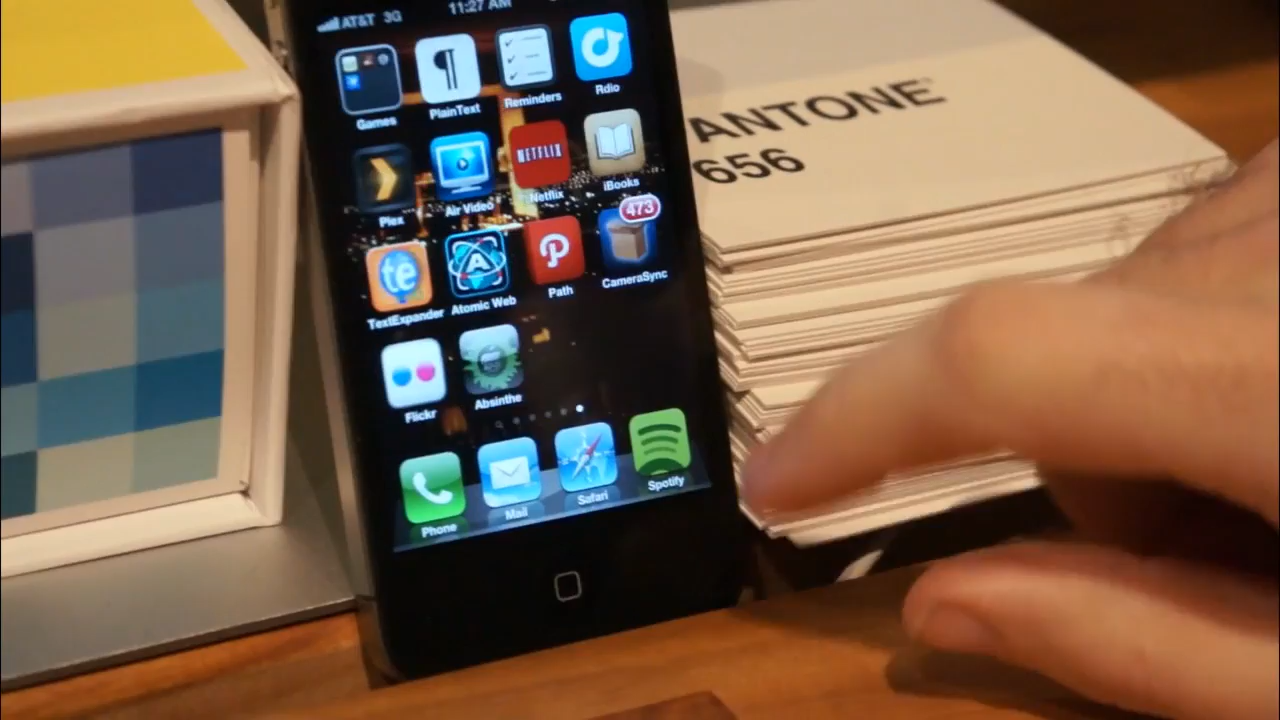 AT&T 3G 11:27 AM
Games PlainText Reminders Rdio
Plex Air Video Netflix iBooks
NETFLIX
473
TextExpander Atomic Web Path CameraSync
te A P
Flickr Absinthe
Phone Mail Safari Spotify
ANTONE®
656